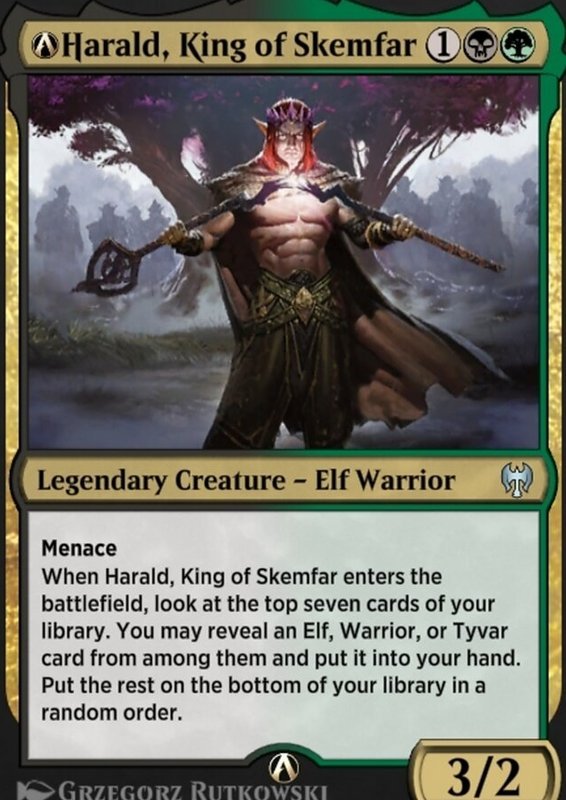 Harald, King of Skemfar 1
Legendary Creature – Elf Warrior
Menace
When Harald, King of Skemfar enters the
battlefield, look at the top seven cards of your
library. You may reveal an Elf, Warrior, or Tyvar
card from among them and put it into your hand.
Put the rest on the bottom of your library in a
random order.
3/2
Grzegorz Rutkowski